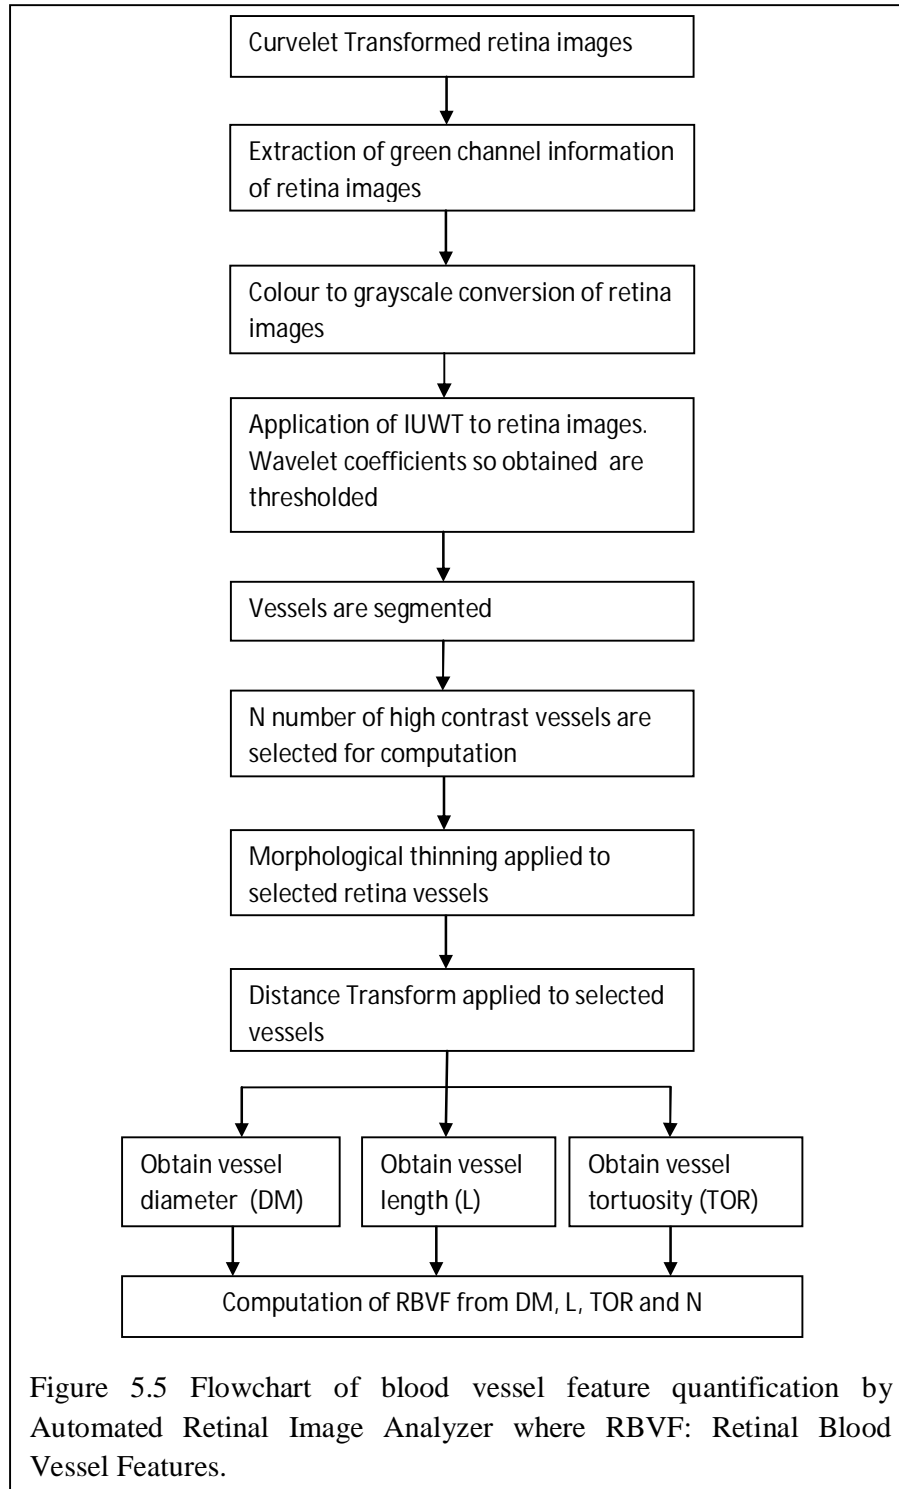 Curvelet Transformed retina images
Extraction of green channel information
of retina images
Colour to grayscale conversion of retina
images
Application of IUWT to retina images.
Wavelet coefficients so obtained are
thresholded
Vessels are segmented
N number of high contrast vessels are
selected for computation
Morphological thinning applied to
selected retina vessels
Distance Transform applied to selected
vessels
Obtain vessel
diameter (DM)
Obtain vessel
length (L)
Obtain vessel
tortuosity (TOR)
Computation of RBVF from DM, L, TOR and N
Figure 5.5 Flowchart of blood vessel feature quantification by
Automated Retinal Image Analyzer where RBVF: Retinal Blood
Vessel Features.